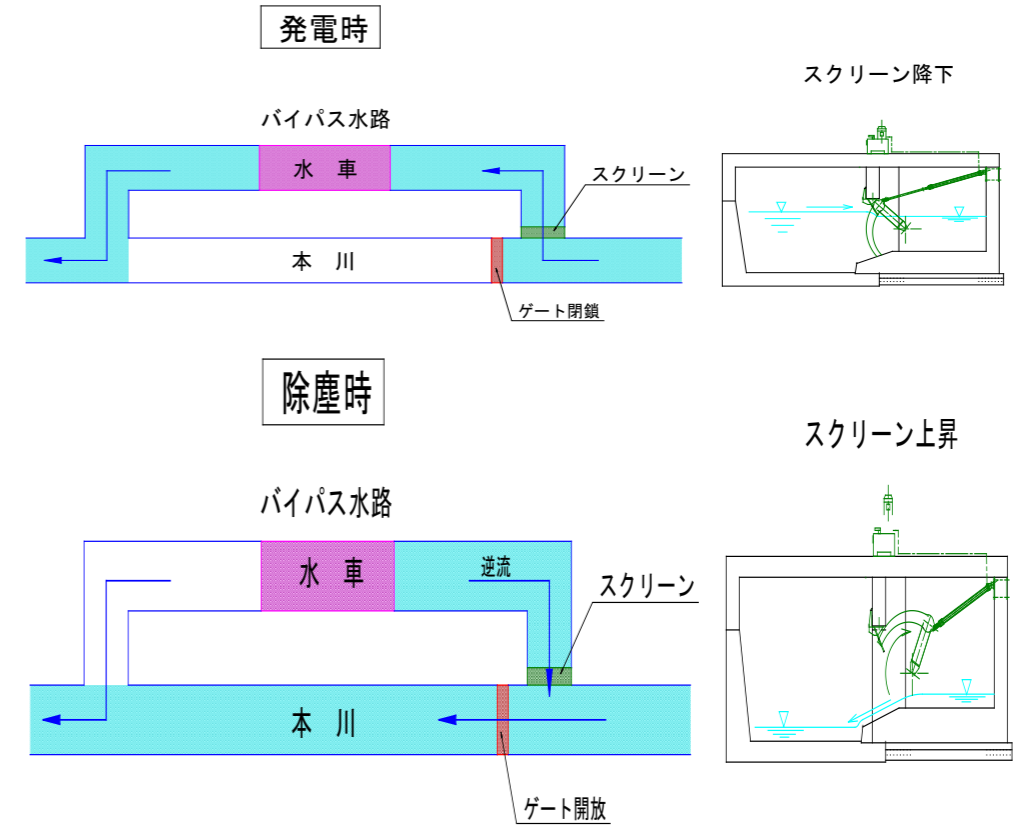 発電時
スクリーン降下
バイパス水路
水 車
スクリーン
本 川
ゲート閉鎖
除塵時
スクリーン上昇
バイパス水路
水 車
逆流
スクリーン
本 川
ゲート開放